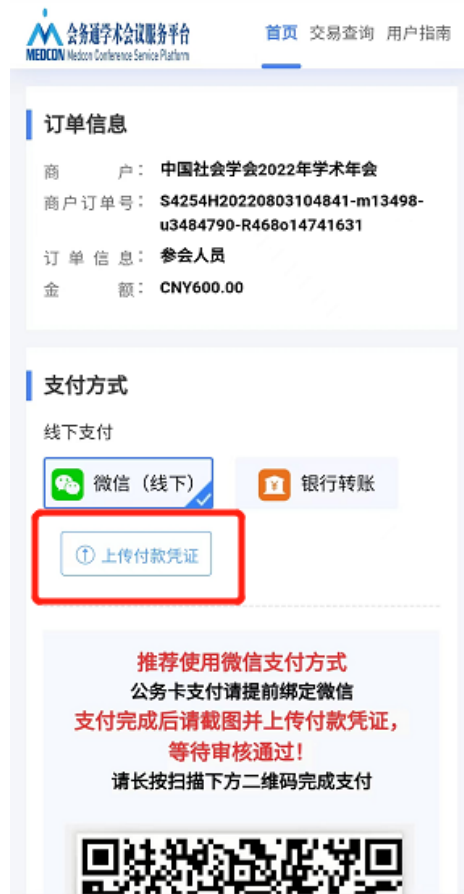 会务通学术会议服务平台
MEDCON Medcon Conference Service Platform
首页 交易查询 用户指南
订单信息
商 户： 中国社会学会2022年学术年会
商户订单号： S4254H20220803104841-m13498-
u3484790-R468o14741631
订单信息： 参会人员
金 额： CNY600.00
支付方式
线下支付
微信（线下） 银行转账
上传付款凭证
推荐使用微信支付方式
公务卡支付请提前绑定微信
支付完成后请截图并上传付款凭证，
等待审核通过！
请长按扫描下方二维码完成支付